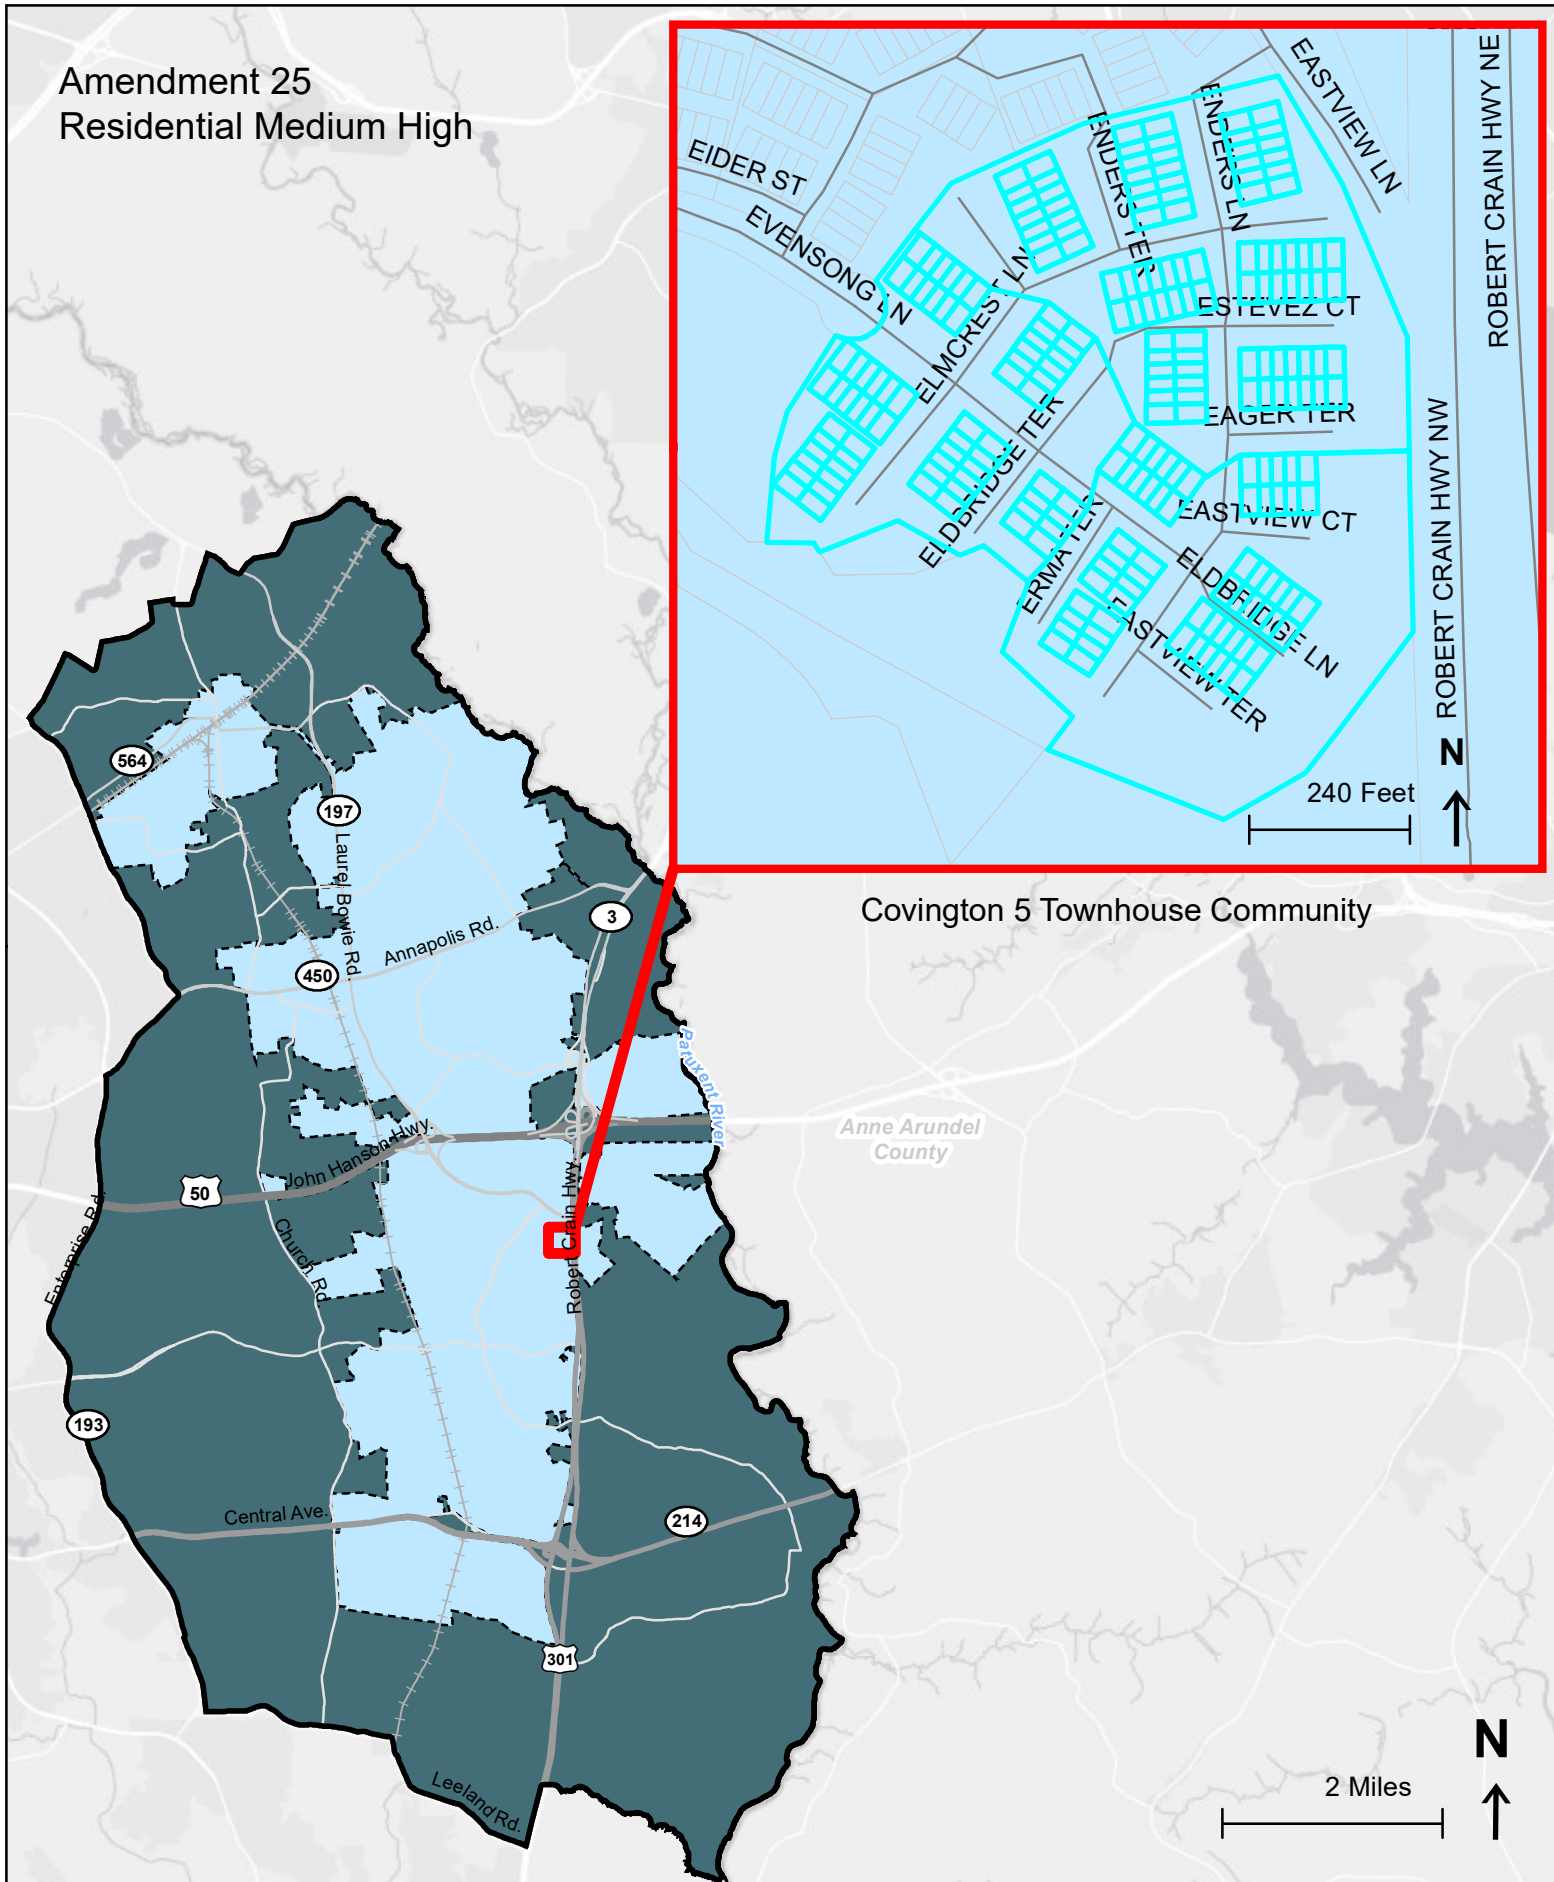 Amendment 25
Residential Medium High
EIDER ST
EVENSONG LN
ELMCREST LN
ENDERS TER
ENDERS LN
EASTVIEW LN
ROBERT CRAIN HWY NE
ESTEVEZ CT
EAGER TER
ELDBRIDGE TER
EASTVIEW CT
ERMA TER
ELDBRIDGE LN
EASTVIEW TER
ROBERT CRAIN HWY NW
N
240 Feet
Covington 5 Townhouse Community
564
197
Laurel Bowie Rd.
3
Annapolis Rd.
450
Patuxent River
Anne Arundel
County
John Hanson Hwy.
50
Enterprise Rd.
Church Rd.
Robert Crain Hwy.
193
Central Ave.
214
301
Leeland Rd.
N
2 Miles